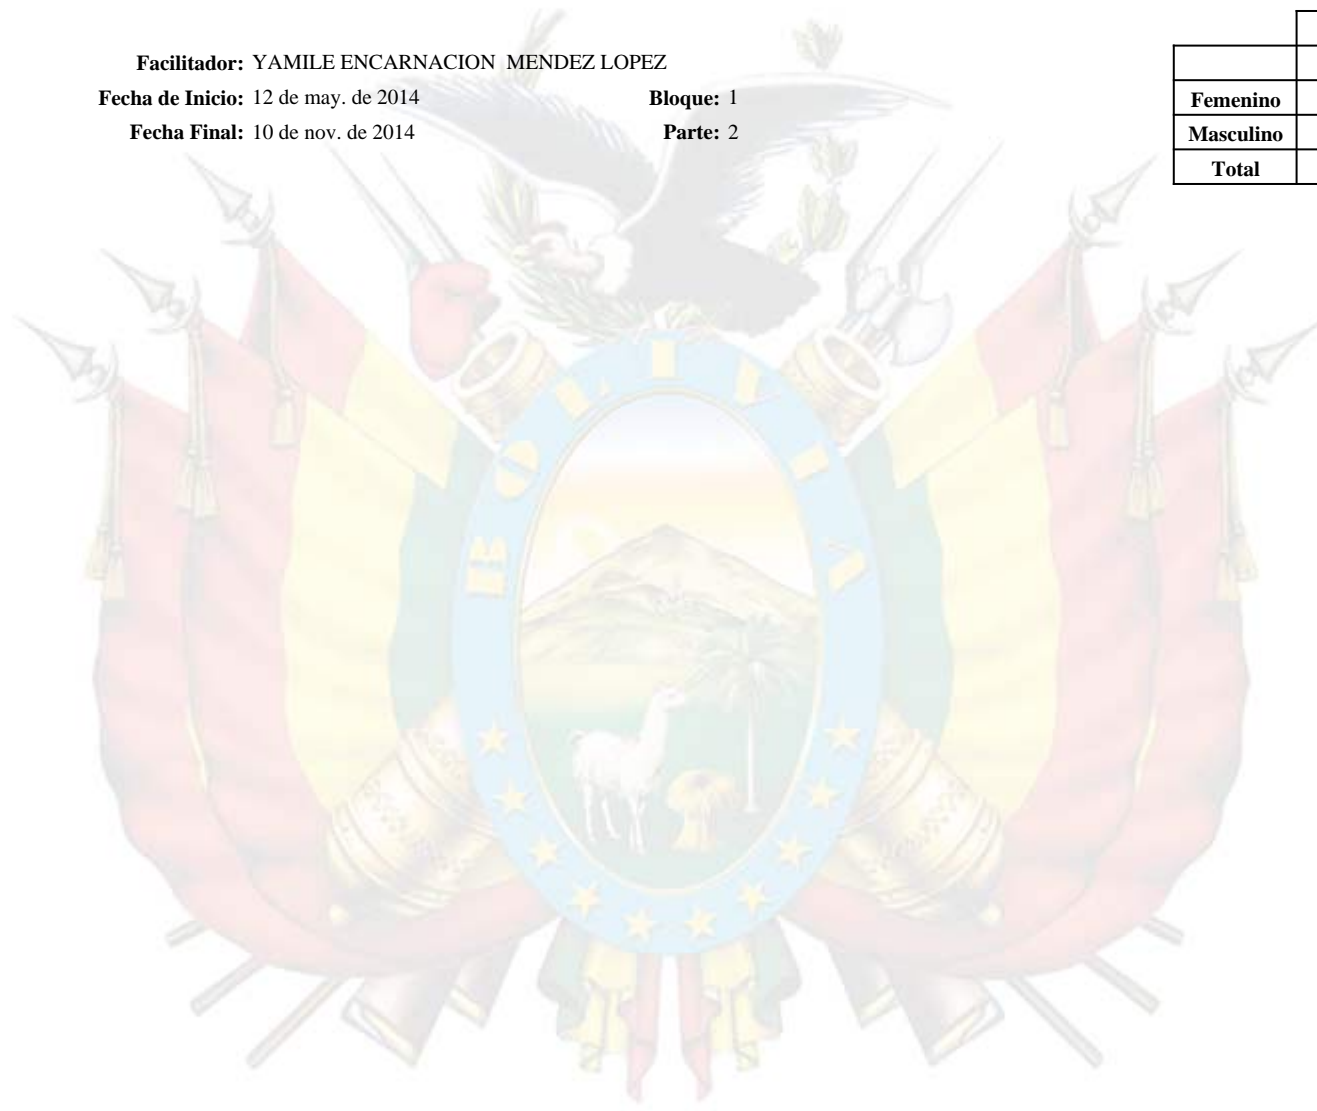 Facilitador: YAMILE ENCARNACION MENDEZ LOPEZ
Fecha de Inicio: 12 de may. de 2014 Bloque: 1
Fecha Final: 10 de nov. de 2014 Parte: 2
Femenino
Masculino
Total
BOLIVIA